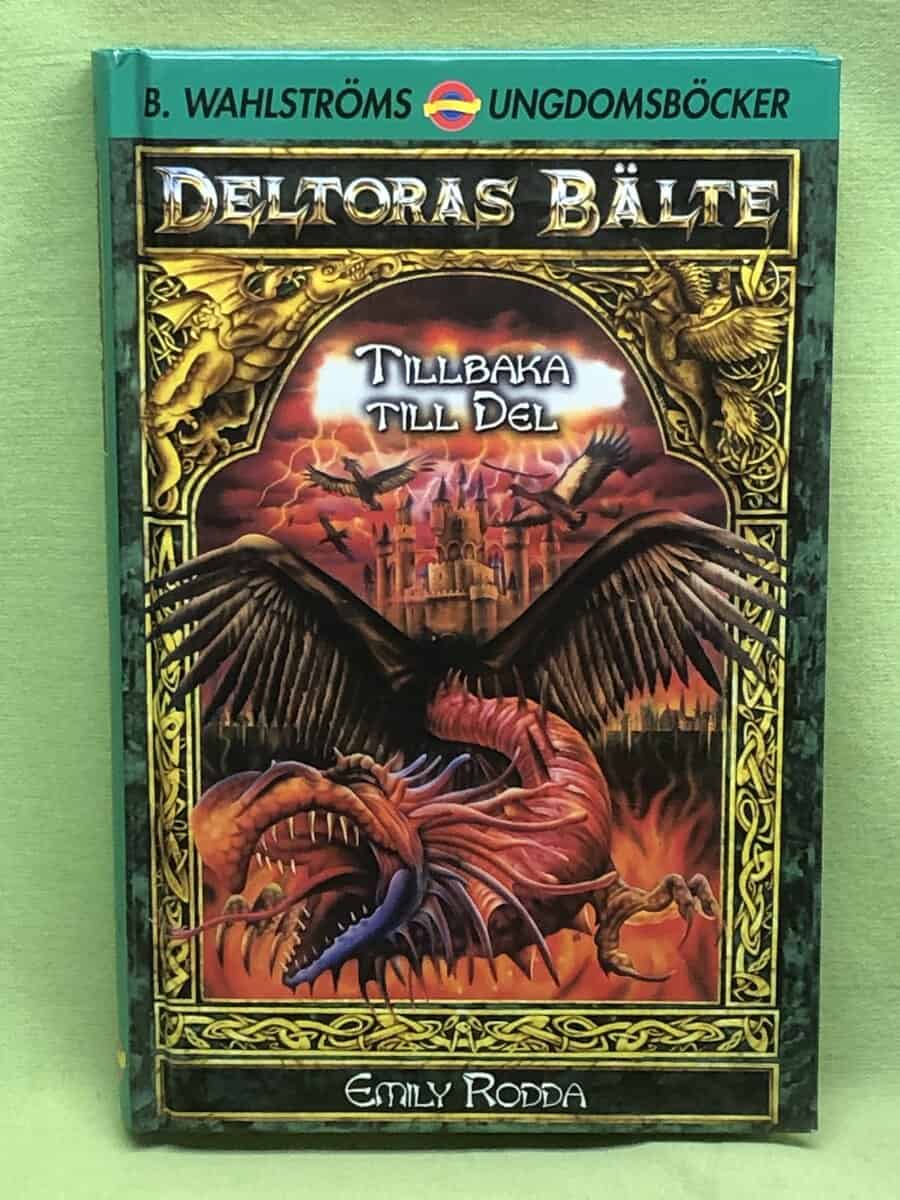 B. WAHLSTRÖMS UNGDOMSBÖCKER
DELTORAS BÄLTE
TILLBAKA
TILL DEL
EMILY RODDA